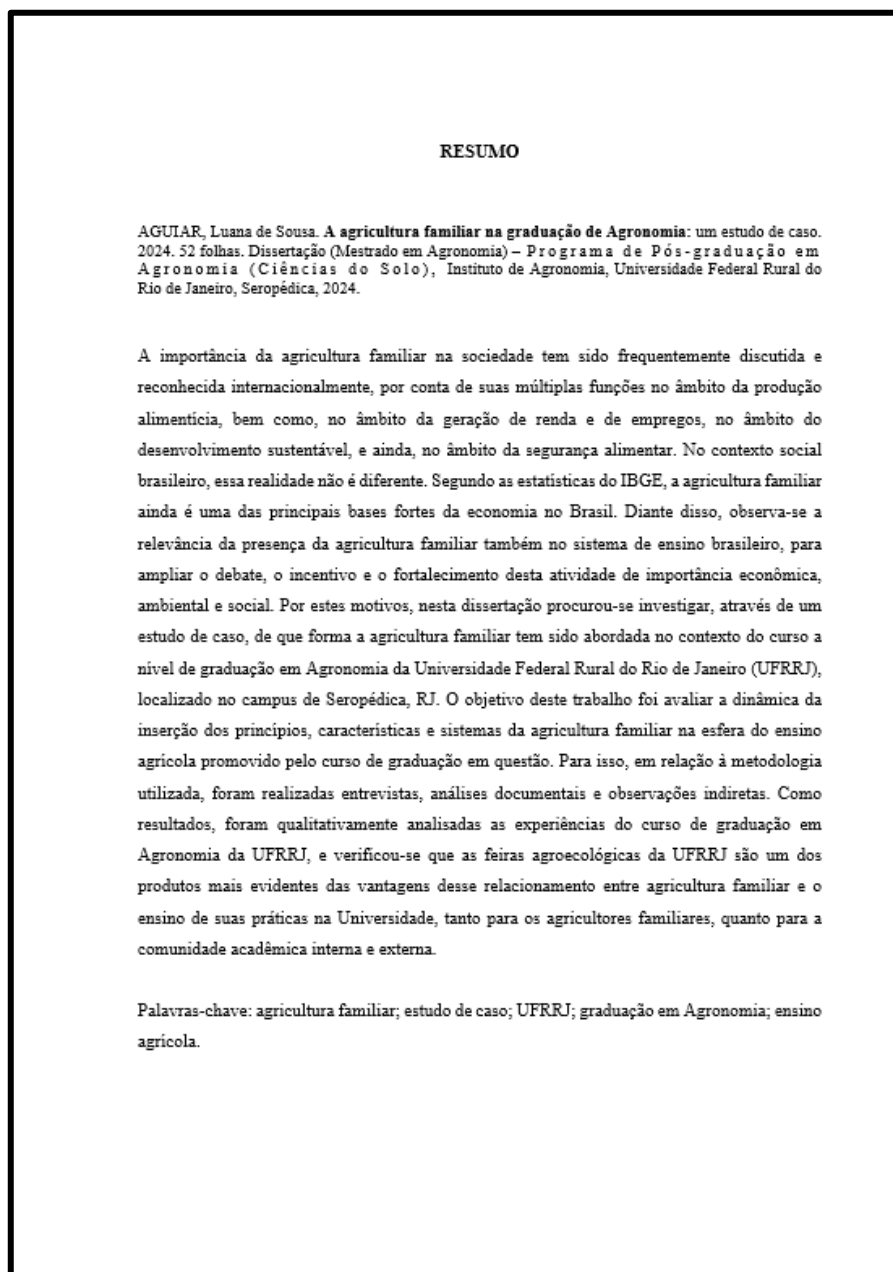 RESUMO
AGUIAR, Luana de Sousa. A agricultura familiar na graduação de Agronomia: um estudo de caso.
2024. 52 folhas. Dissertação (Mestrado em Agronomia) – Programa de Pós-graduação em
Agronomia (Ciências do Solo), Instituto de Agronomia, Universidade Federal Rural do
Rio de Janeiro, Seropédica, 2024.
A importância da agricultura familiar na sociedade tem sido frequentemente discutida e
reconhecida internacionalmente, por conta de suas múltiplas funções no âmbito da produção
alimentícia, bem como, no âmbito da geração de renda e de empregos, no âmbito do
desenvolvimento sustentável, e ainda, no âmbito da segurança alimentar. No contexto social
brasileiro, essa realidade não é diferente. Segundo as estatísticas do IBGE, a agricultura familiar
ainda é uma das principais bases fortes da economia no Brasil. Diante disso, observa-se a
relevância da presença da agricultura familiar também no sistema de ensino brasileiro, para
ampliar o debate, o incentivo e o fortalecimento desta atividade de importância econômica,
ambiental e social. Por estes motivos, nesta dissertação procurou-se investigar, através de um
estudo de caso, de que forma a agricultura familiar tem sido abordada no contexto do curso a
nível de graduação em Agronomia da Universidade Federal Rural do Rio de Janeiro (UFRRJ),
localizado no campus de Seropédica, RJ. O objetivo deste trabalho foi avaliar a dinâmica da
inserção dos princípios, características e sistemas da agricultura familiar na esfera do ensino
agrícola promovido pelo curso de graduação em questão. Para isso, em relação à metodologia
utilizada, foram realizadas entrevistas, análises documentais e observações indiretas. Como
resultados, foram qualitativamente analisadas as experiências do curso de graduação em
Agronomia da UFRRJ, e verificou-se que as feiras agroecológicas da UFRRJ são um dos
produtos mais evidentes das vantagens desse relacionamento entre agricultura familiar e o
ensino de suas práticas na Universidade, tanto para os agricultores familiares, quanto para a
comunidade acadêmica interna e externa.
Palavras-chave: agricultura familiar; estudo de caso; UFRRJ; graduação em Agronomia; ensino
agrícola.